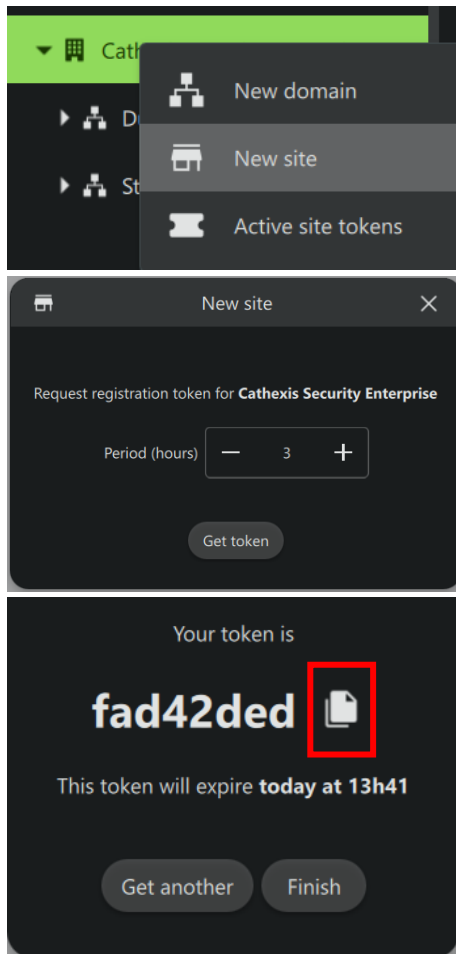 New domain
New site
Active site tokens
New site
Request registration token for Cathexis Security Enterprise
Period (hours) 3
Get token
Your token is
fad42ded
This token will expire today at 13h41
Get another Finish